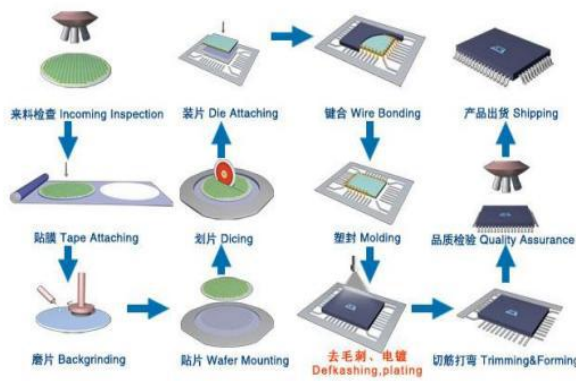 来料检查 Incoming Inspection
装片 Die Attaching
键合 Wire Bonding
产品出货 Shipping
贴膜 Tape Attaching
划片 Dicing
塑封 Molding
品质检验 Quality Assurance
磨片 Backgrinding
贴片 Wafer Mounting
去毛刺、电镀
Defkashing,plating
切筋打弯 Trimming&Forming